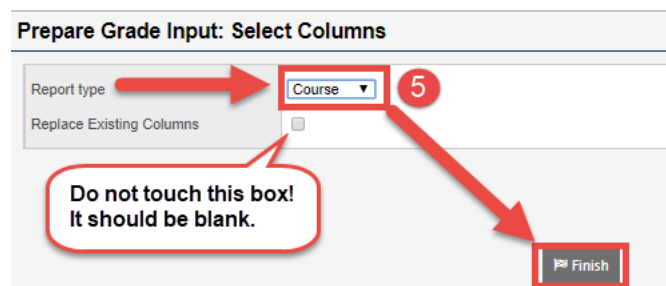 Prepare Grade Input: Select Columns
Report type
Course
5
Replace Existing Columns
Do not touch this box!
It should be blank.
Finish